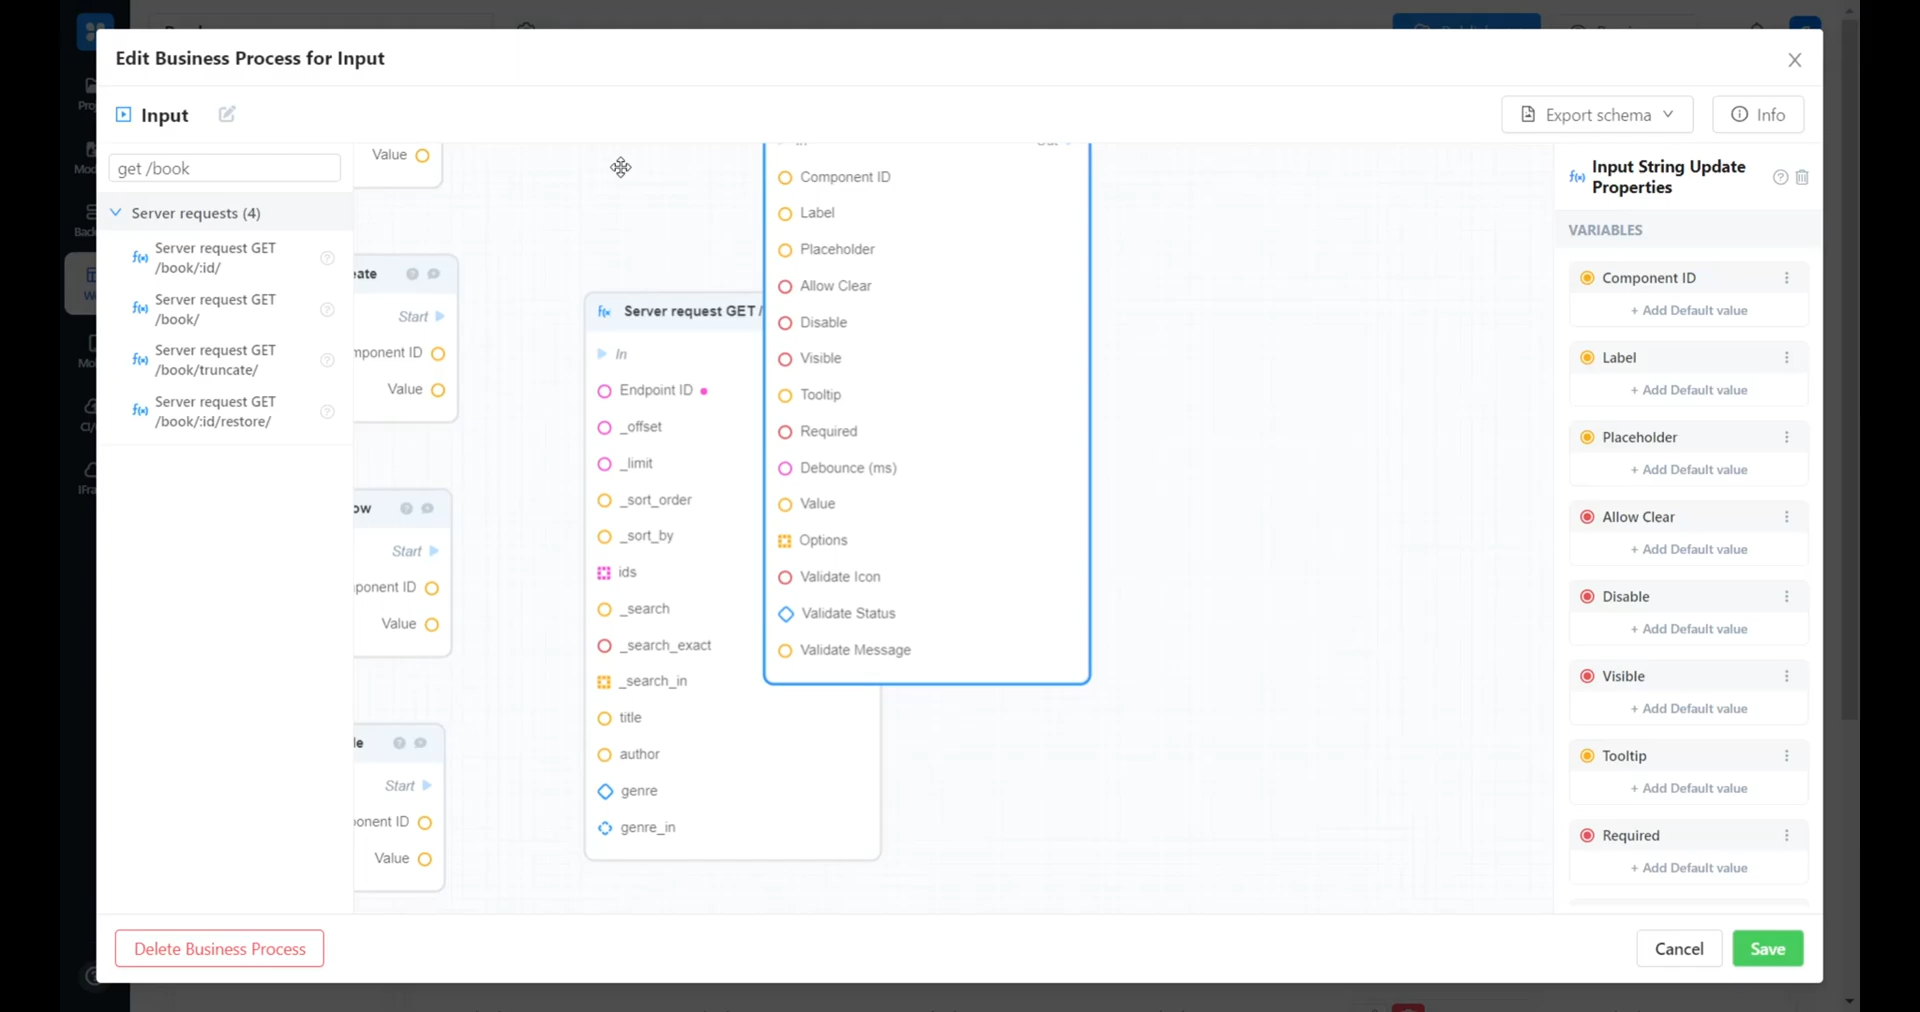 Edit Business Process for Input
Input
Export schema
Info
get /book
Server requests (4)
Server request GET
/book/:id/
Server request GET
/book/
Server request GET
/book/truncate/
Server request GET
/book/:id/restore/
Value
Start
Value
Start
Value
Start
Value
Server request GET /
In
Endpoint ID
_offset
_limit
_sort_order
_sort_by
ids
_search
_search_exact
_search_in
title
author
genre
genre_in
Component ID
Label
Placeholder
Allow Clear
Disable
Visible
Tooltip
Required
Debounce (ms)
Value
Options
Validate Icon
Validate Status
Validate Message
Input String Update
Properties
VARIABLES
Component ID
+ Add Default value
Label
+ Add Default value
Placeholder
+ Add Default value
Allow Clear
+ Add Default value
Disable
+ Add Default value
Visible
+ Add Default value
Tooltip
+ Add Default value
Required
+ Add Default value
Delete Business Process
Cancel
Save